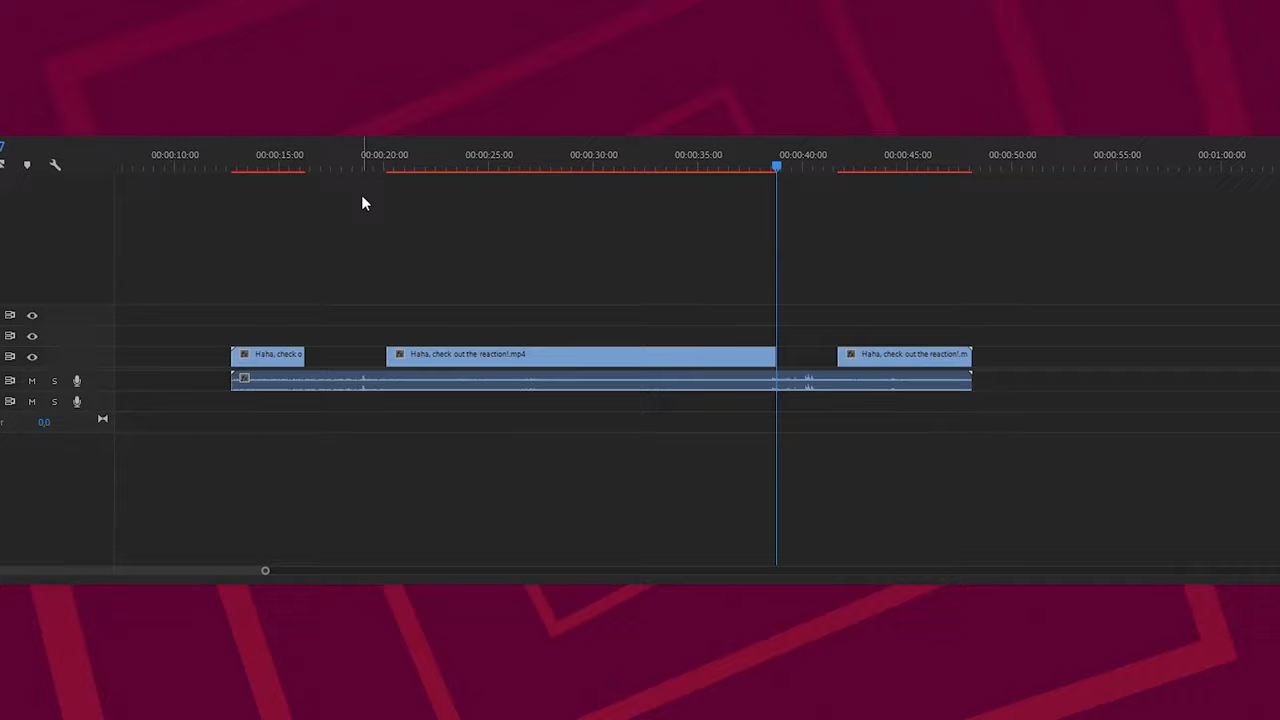 00:00:10:00 00:00:15:00 00:00:20:00 00:00:25:00 00:00:30:00 00:00:35:00 00:00:40:00 00:00:45:00 00:00:50:00 00:00:55:00 00:01:00:00
Haha, check o Haha, check out the reaction!.mp4 Haha, check out the reaction!.m
M S
M S
0,0